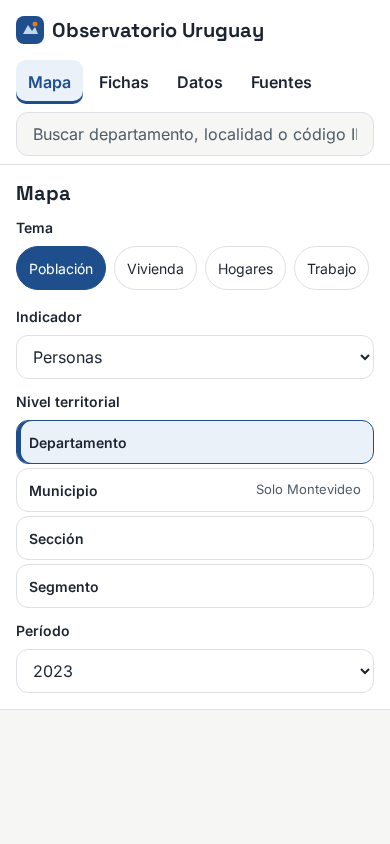 Observatorio Uruguay
Mapa Fichas Datos Fuentes
Buscar departamento, localidad o código
Mapa
Tema
Población Vivienda Hogares Trabajo
Indicador
Personas
Nivel territorial
Departamento
Municipio Solo Montevideo
Sección
Segmento
Período
2023